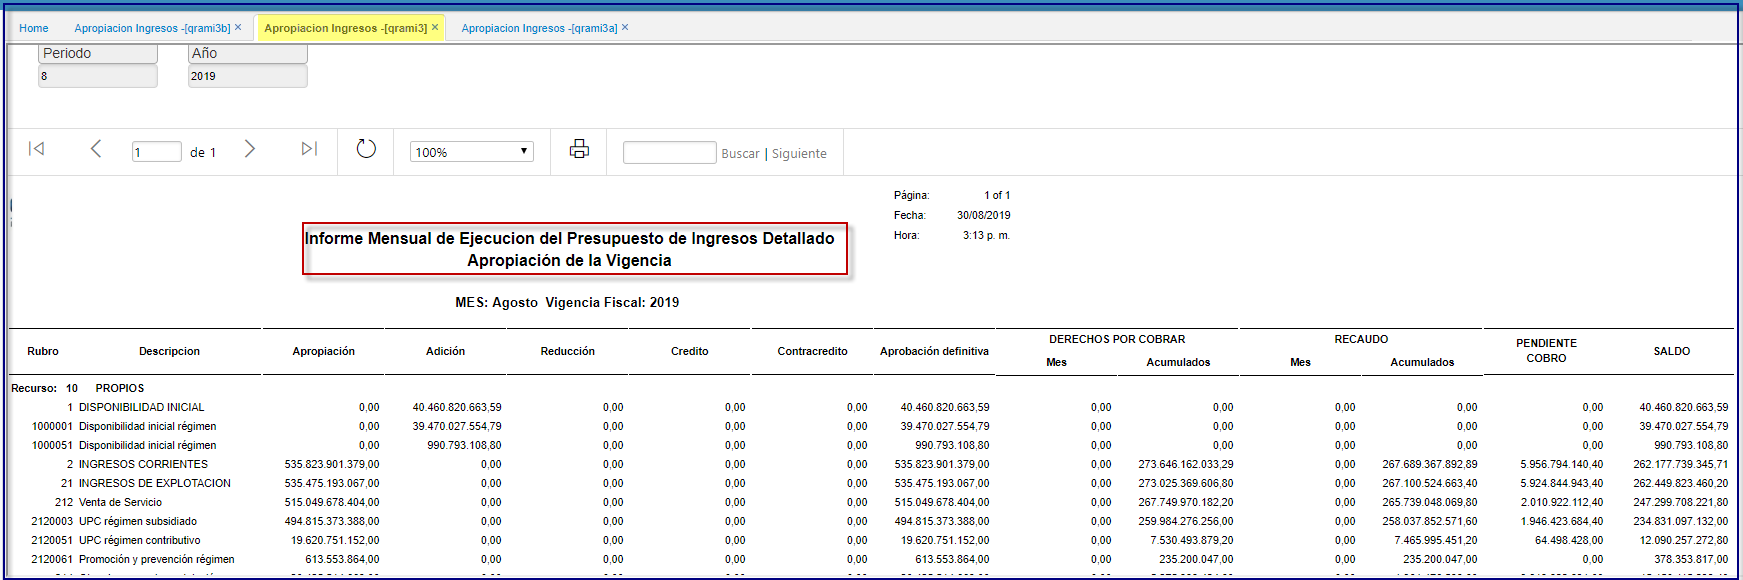 Home Apropiacion Ingresos -[qrami3b] × Apropiacion Ingresos -[qrami3] × Apropiacion Ingresos -[qrami3a] ×
Periodo Año
8 2019
1 de 1 100% Buscar | Siguiente
Página: 1 of 1
Fecha: 30/08/2019
Hora: 3:13 p. m.
Informe Mensual de Ejecucion del Presupuesto de Ingresos Detallado
Apropiación de la Vigencia
MES: Agosto Vigencia Fiscal: 2019
DERECHOS POR COBRAR RECAUDO PENDIENTE COBRO
Rubro Descripcion Apropiación Adición Reducción Credito Contracredito Aprobación definitiva Mes Acumulados Mes Acumulados SALDO
Recurso: 10 PROPIOS
1 DISPONIBILIDAD INICIAL 0,00 40.460.820.663,59 0,00 0,00 0,00 40.460.820.663,59 0,00 0,00 0,00 0,00 0,00 40.460.820.663,59
1000001 Disponibilidad inicial régimen 0,00 39.470.027.554,79 0,00 0,00 0,00 39.470.027.554,79 0,00 0,00 0,00 0,00 0,00 39.470.027.554,79
1000051 Disponibilidad inicial régimen 0,00 990.793.108,80 0,00 0,00 0,00 990.793.108,80 0,00 0,00 0,00 0,00 0,00 990.793.108,80
2 INGRESOS CORRIENTES 535.823.901.379,00 0,00 0,00 0,00 0,00 535.823.901.379,00 0,00 273.646.162.033,29 0,00 267.689.367.892,89 5.956.794.140,40 262.177.739.345,71
21 INGRESOS DE EXPLOTACION 535.475.193.067,00 0,00 0,00 0,00 0,00 535.475.193.067,00 0,00 273.025.369.606,80 0,00 267.100.524.663,40 5.924.844.943,40 262.449.823.460,20
212 Venta de Servicio 515.049.678.404,00 0,00 0,00 0,00 0,00 515.049.678.404,00 0,00 267.749.970.182,20 0,00 265.739.048.069,80 2.010.922.112,40 247.299.708.221,80
2120003 UPC régimen subsidiado 494.815.373.388,00 0,00 0,00 0,00 0,00 494.815.373.388,00 0,00 259.984.276.256,00 0,00 258.037.852.571,60 1.946.423.684,40 234.831.097.132,00
2120051 UPC régimen contributivo 19.620.751.152,00 0,00 0,00 0,00 0,00 19.620.751.152,00 0,00 7.530.493.879,20 0,00 7.465.995.451,20 64.498.428,00 12.090.257.272,80
2120061 Promoción y prevención régimen 613.553.864,00 0,00 0,00 0,00 0,00 613.553.864,00 0,00 235.200.047,00 0,00 235.200.047,00 0,00 378.353.817,00